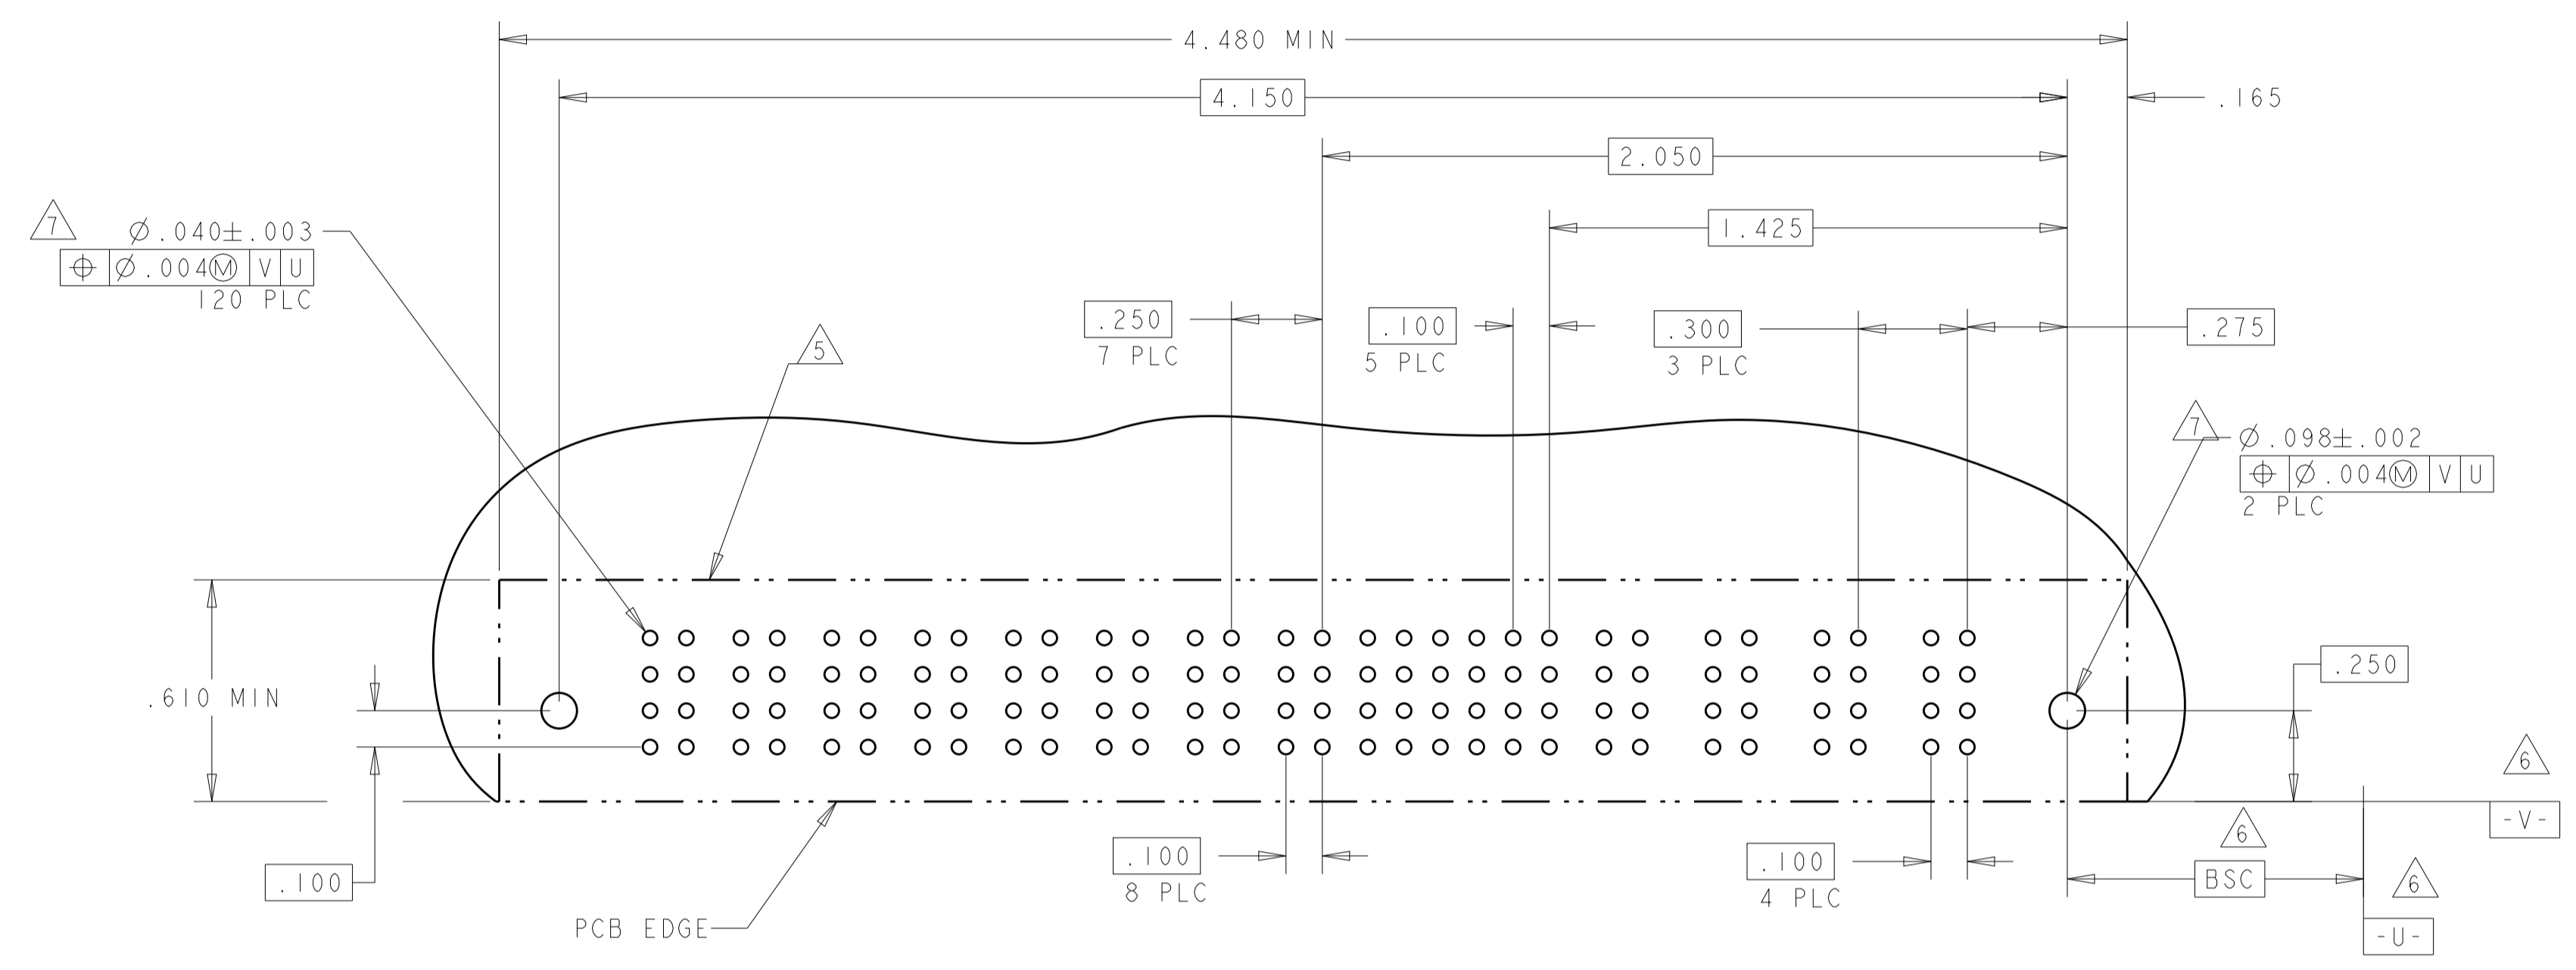 4.480 MIN
4.150
.165
2.050
7
Ø.040±.003
⌖ Ø.004Ⓜ V U
120 PLC
1.425
.250
7 PLC
.100
5 PLC
.300
3 PLC
.275
5
7
Ø.098±.002
⌖ Ø.004Ⓜ V U
2 PLC
.610 MIN
.250
6
-V-
6
.100
.100
8 PLC
.100
4 PLC
BSC
6
PCB EDGE
-U-